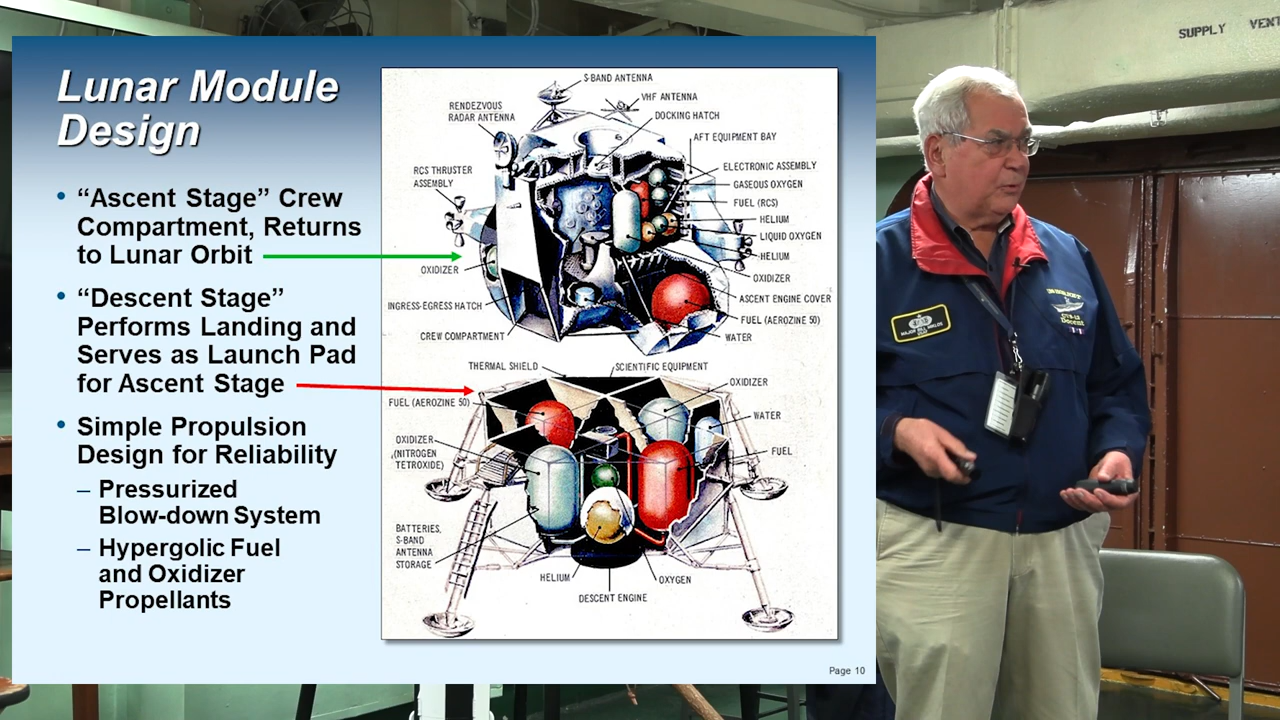 SUPPLY VENT
Lunar Module
Design
• “Ascent Stage” Crew
Compartment, Returns
to Lunar Orbit
• “Descent Stage”
Performs Landing and
Serves as Launch Pad
for Ascent Stage
• Simple Propulsion
Design for Reliability
– Pressurized
Blow-down System
– Hypergolic Fuel
and Oxidizer
Propellants
S-BAND ANTENNA
VHF ANTENNA
RENDEZVOUS
RADAR ANTENNA
DOCKING HATCH
AFT EQUIPMENT BAY
RCS THRUSTER
ASSEMBLY
ELECTRONIC ASSEMBLY
GASEOUS OXYGEN
FUEL (RCS)
HELIUM
LIQUID OXYGEN
HELIUM
OXIDIZER
OXIDIZER
INGRESS-EGRESS HATCH
ASCENT ENGINE COVER
FUEL (AEROZINE 50)
CREW COMPARTMENT
WATER
THERMAL SHIELD
SCIENTIFIC EQUIPMENT
OXIDIZER
FUEL (AEROZINE 50)
WATER
OXIDIZER
(NITROGEN
TETROXIDE)
FUEL
BATTERIES,
S-BAND
ANTENNA
STORAGE
HELIUM
OXYGEN
DESCENT ENGINE
Page 10